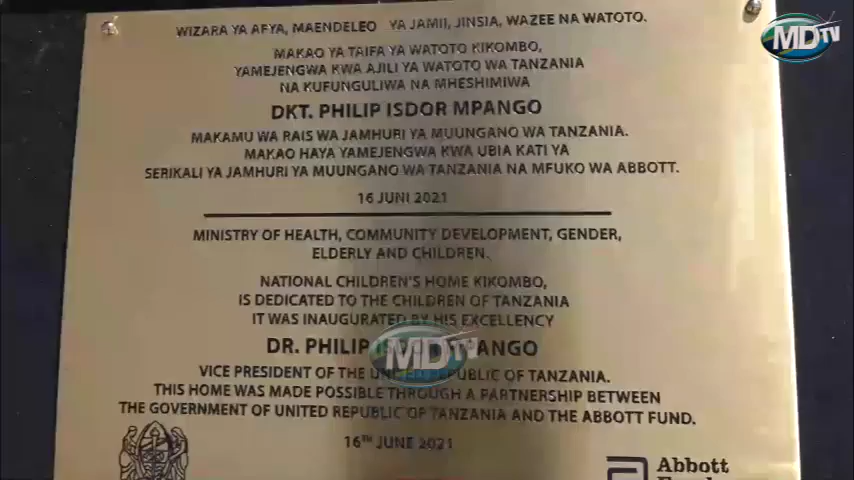 WIZARA YA AFYA, MAENDELEO YA JAMII, JINSIA, WAZEE NA WATOTO.
MAKAO YA TAIFA YA WATOTO KIKOMBO,
YAMEJENGWA KWA AJILI YA WATOTO WA TANZANIA
NA KUFUNGULIWA NA MHESHIMIWA
DKT. PHILIP ISDOR MPANGO
MAKAMU WA RAIS WA JAMHURI YA MUUNGANO WA TANZANIA.
MAKAO HAYA YAMEJENGWA KWA UBIA KATI YA
SERIKALI YA JAMHURI YA MUUNGANO WA TANZANIA NA MFUKO WA ABBOTT.
16 JUNI 2021
MINISTRY OF HEALTH, COMMUNITY DEVELOPMENT, GENDER,
ELDERLY AND CHILDREN.
NATIONAL CHILDREN'S HOME KIKOMBO,
IS DEDICATED TO THE CHILDREN OF TANZANIA
IT WAS INAUGURATED BY HIS EXCELLENCY
DR. PHILIP ISDOR MPANGO
VICE PRESIDENT OF THE UNITED REPUBLIC OF TANZANIA.
THIS HOME WAS MADE POSSIBLE THROUGH A PARTNERSHIP BETWEEN
THE GOVERNMENT OF UNITED REPUBLIC OF TANZANIA AND THE ABBOTT FUND.
16TH JUNE 2021
Abbott
MDTV
MDTV